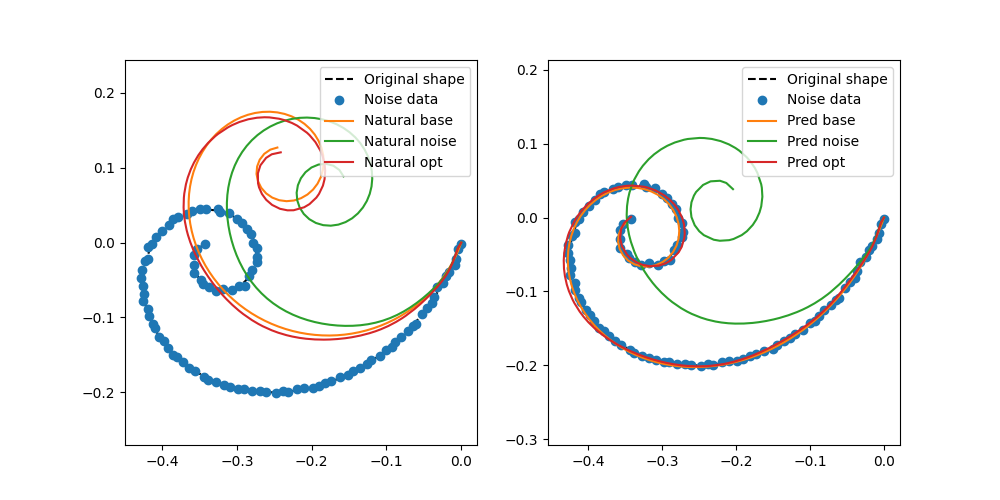 0.2
0.1
0.0
−0.1
−0.2
−0.4
−0.3
−0.2
−0.1
0.0
Original shape
Noise data
Natural base
Natural noise
Natural opt
0.2
0.1
0.0
−0.1
−0.2
−0.3
−0.4
−0.3
−0.2
−0.1
0.0
Original shape
Noise data
Pred base
Pred noise
Pred opt